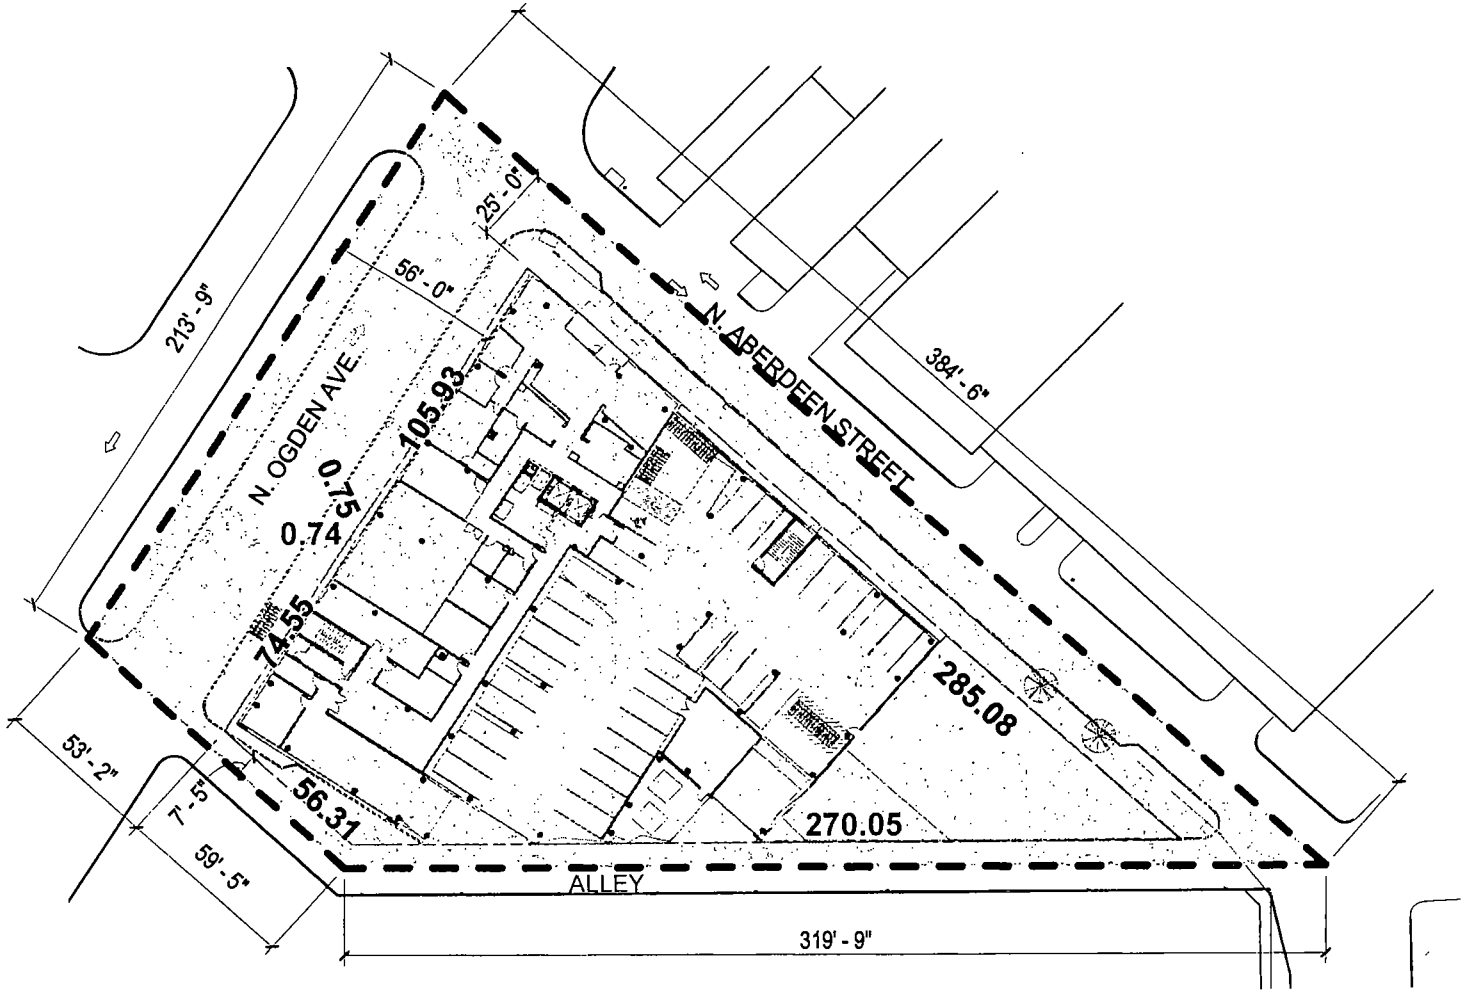 25' - 0"
56' - 0"
213' - 9"
N. ABERDEEN STREET
384' - 6"
105.93
N. OGDEN AVE.
0.75
0.74
74.55
285.08
53' - 2"
7' - 5"
56.31
270.05
59' - 5"
ALLEY
319' - 9"